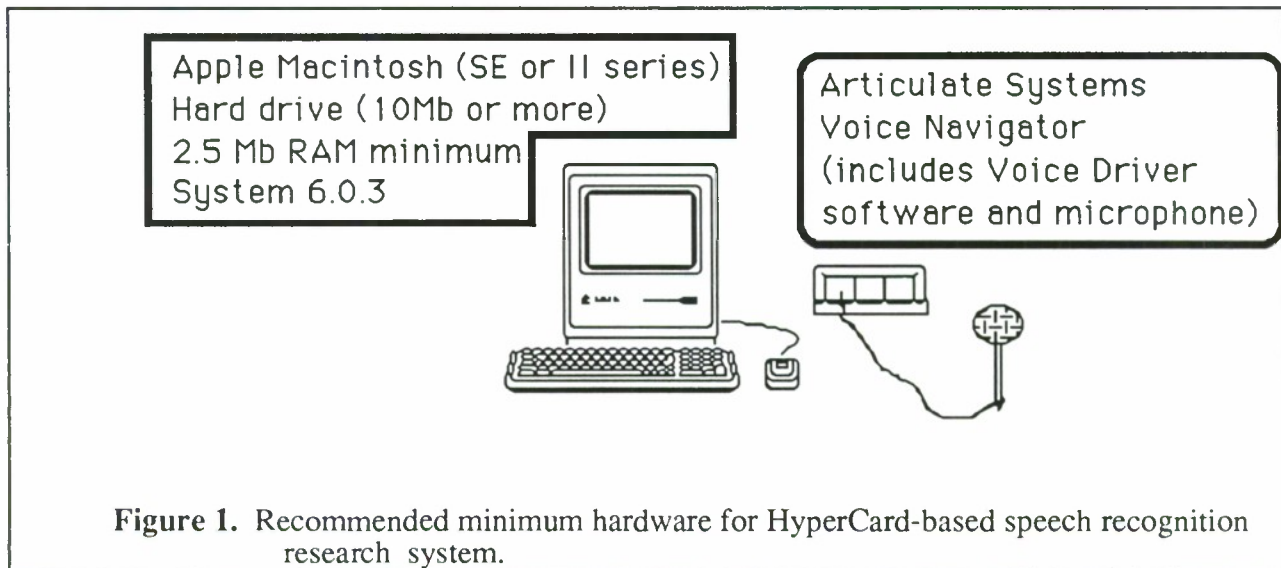 Apple Macintosh (SE or II series)
Hard drive (10Mb or more)
2.5 Mb RAM minimum
System 6.0.3
Articulate Systems
Voice Navigator
(includes Voice Driver
software and microphone)
Figure 1. Recommended minimum hardware for HyperCard-based speech recognition
research system.